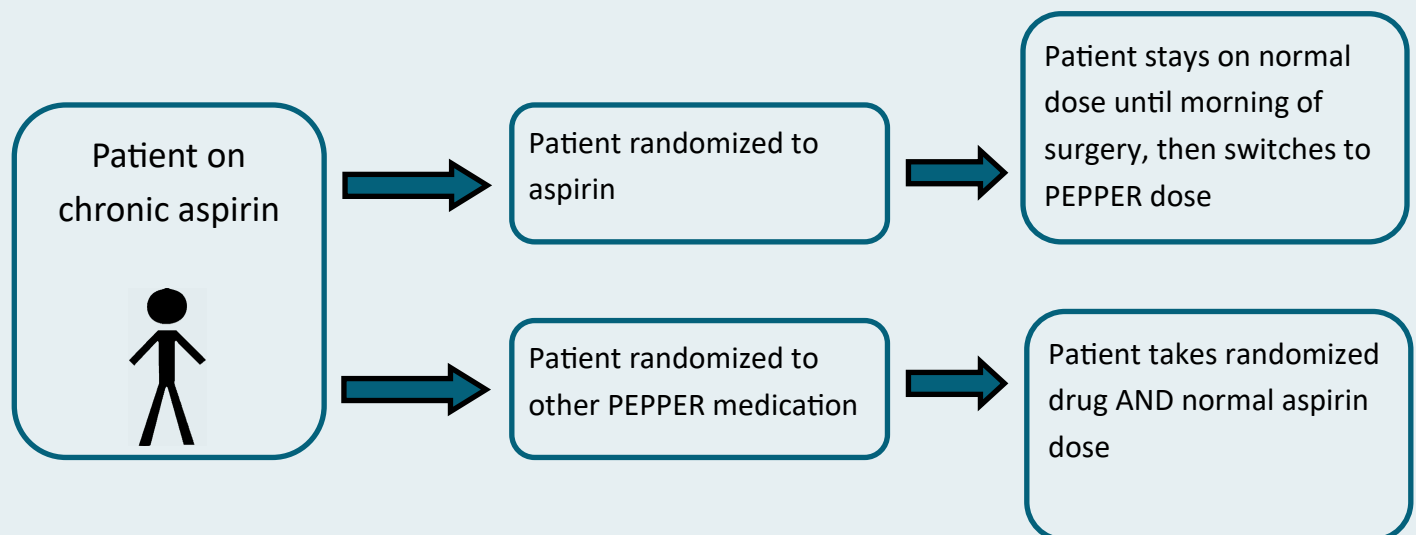 Patient on
chronic aspirin
Patient randomized to
aspirin
Patient stays on normal
dose until morning of
surgery, then switches to
PEPPER dose
Patient randomized to
other PEPPER medication
Patient takes randomized
drug AND normal aspirin
dose